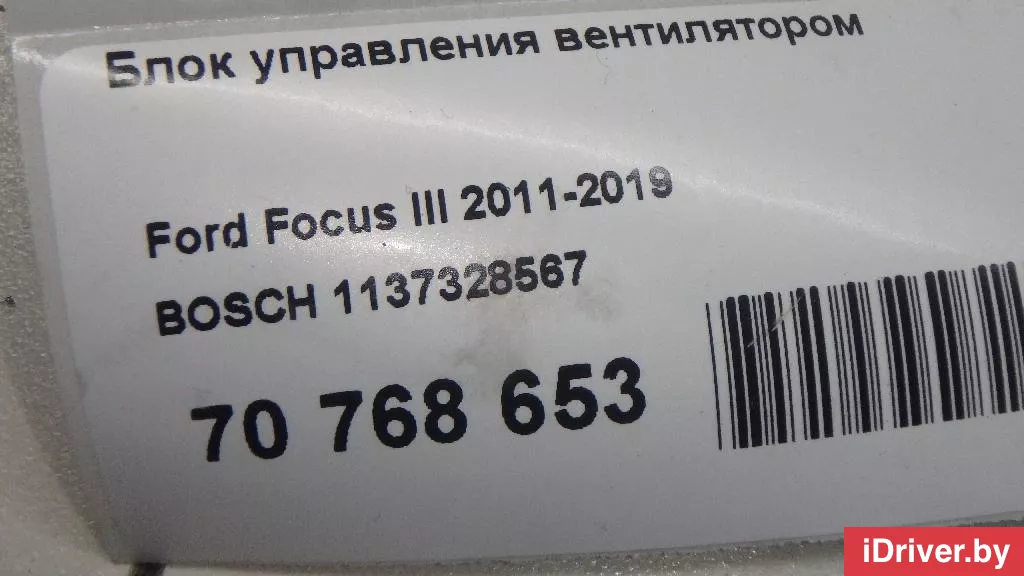 Блок управления вентилятором
Ford Focus III 2011-2019
BOSCH 1137328567
70 768 653
iDriver.by